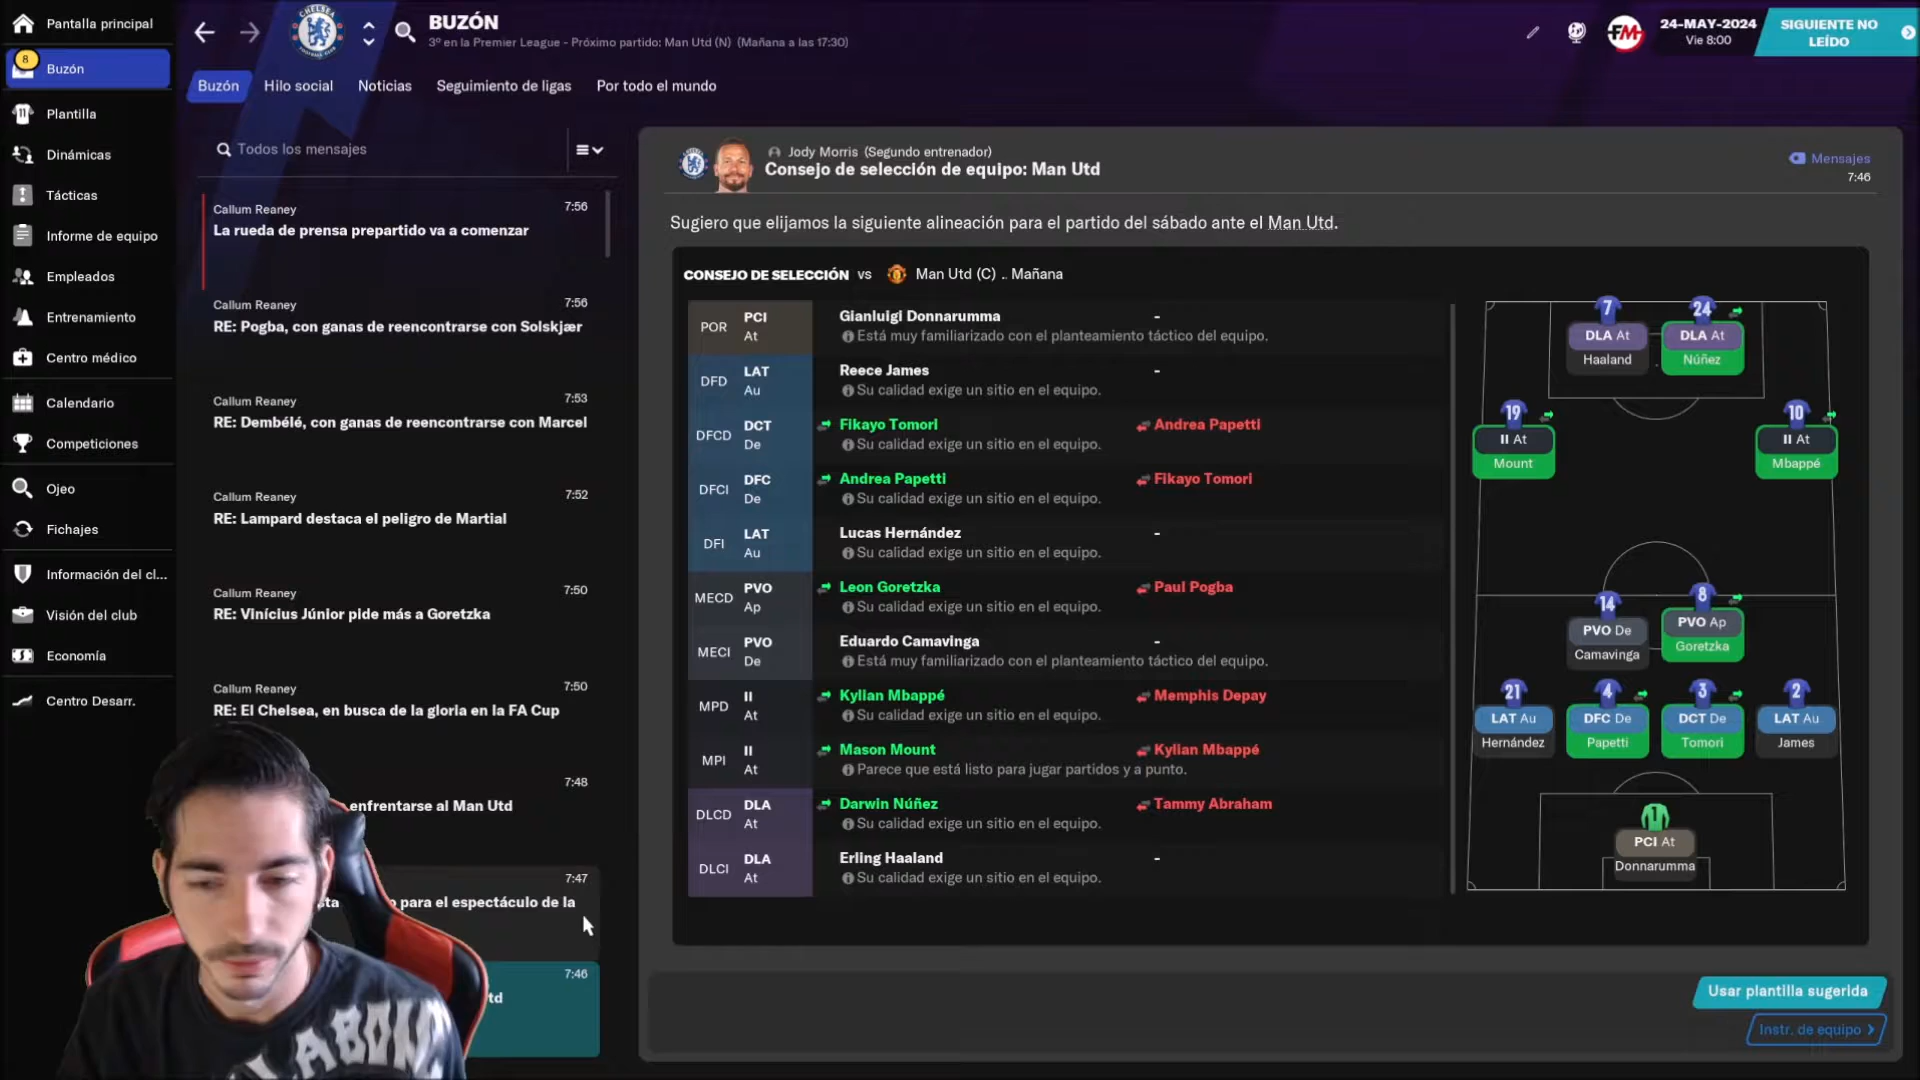 Pantalla principal
8
Buzón
Plantilla
Dinámicas
Tácticas
Informe de equipo
Empleados
Entrenamiento
Centro médico
Calendario
Competiciones
Ojeo
Fichajes
Información del cl...
Visión del club
Economía
Centro Desarr.
BUZÓN
3º en la Premier League - Próximo partido: Man Utd (N) (Mañana a las 17:30)
FM
24-MAY-2024
Vie 8:00
SIGUIENTE NO
LEÍDO
Buzón
Hilo social
Noticias
Seguimiento de ligas
Por todo el mundo
Todos los mensajes
Callum Reaney 7:56
La rueda de prensa prepartido va a comenzar
Callum Reaney 7:56
RE: Pogba, con ganas de reencontrarse con Solskjær
Callum Reaney 7:53
RE: Dembélé, con ganas de reencontrarse con Marcel
Callum Reaney 7:52
RE: Lampard destaca el peligro de Martial
Callum Reaney 7:50
RE: Vinícius Júnior pide más a Goretzka
Callum Reaney 7:50
RE: El Chelsea, en busca de la gloria en la FA Cup
7:48
enfrentarse al Man Utd
7:47
para el espectáculo de la
7:46
td
Jody Morris (Segundo entrenador)
Consejo de selección de equipo: Man Utd
Mensajes
7:46
Sugiero que elijamos la siguiente alineación para el partido del sábado ante el Man Utd.
CONSEJO DE SELECCIÓN vs Man Utd (C) .. Mañana
POR PCI At Gianluigi Donnarumma -
Está muy familiarizado con el planteamiento táctico del equipo.
DFD LAT Au Reece James -
Su calidad exige un sitio en el equipo.
DFCD DCT De Fikayo Tomori Andrea Papetti
Su calidad exige un sitio en el equipo.
DFCI DFC De Andrea Papetti Fikayo Tomori
Su calidad exige un sitio en el equipo.
DFI LAT Au Lucas Hernández -
Su calidad exige un sitio en el equipo.
MECD PVO Ap Leon Goretzka Paul Pogba
Su calidad exige un sitio en el equipo.
MECI PVO De Eduardo Camavinga -
Está muy familiarizado con el planteamiento táctico del equipo.
MPD II At Kylian Mbappé Memphis Depay
Su calidad exige un sitio en el equipo.
MPI II At Mason Mount Kylian Mbappé
Parece que está listo para jugar partidos y a punto.
DLCD DLA At Darwin Núñez Tammy Abraham
Su calidad exige un sitio en el equipo.
DLCI DLA At Erling Haaland -
Su calidad exige un sitio en el equipo.
7 24
DLA At DLA At
Haaland Núñez
19 10
II At II At
Mount Mbappé
14 8
PVO De PVO Ap
Camavinga Goretzka
21 4 3 2
LAT Au DFC De DCT De LAT Au
Hernández Papetti Tomori James
1
PCI At
Donnarumma
Usar plantilla sugerida
Instr. de equipo